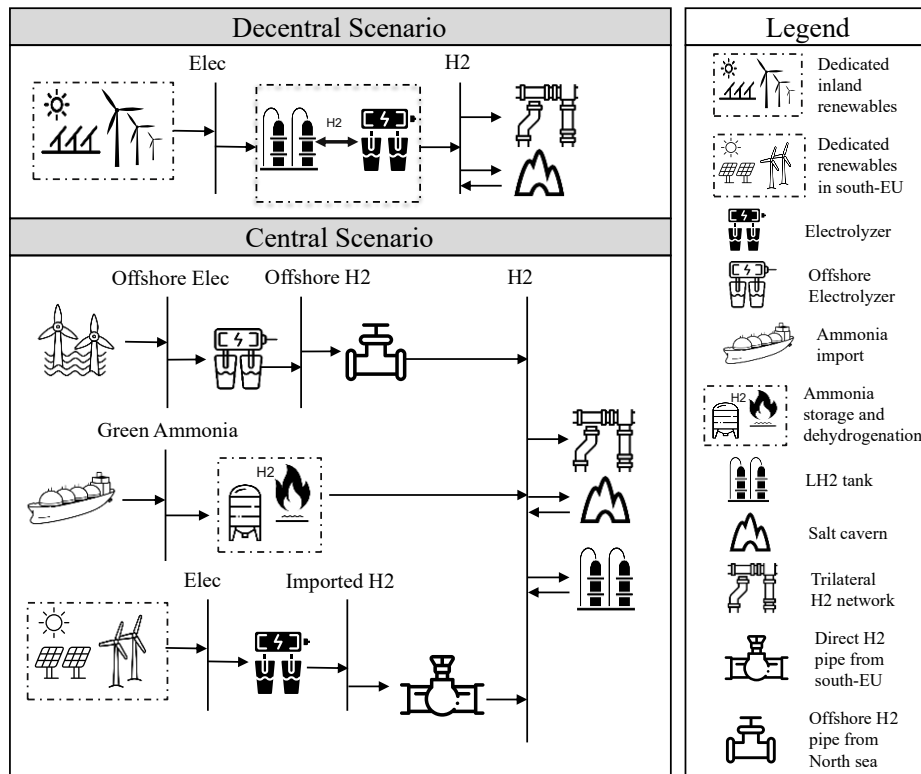 Decentral Scenario
Elec
H2
H2
Central Scenario
Offshore Elec
Offshore H2
H2
Green Ammonia
H2
Elec
Imported H2
Legend
Dedicated
inland
renewables
Dedicated
renewables
in south-EU
Electrolyzer
Offshore
Electrolyzer
Ammonia
import
H2
Ammonia
storage and
dehydrogenation
LH2 tank
Salt cavern
Trilateral
H2 network
Direct H2
pipe from
south-EU
Offshore H2
pipe from
North sea